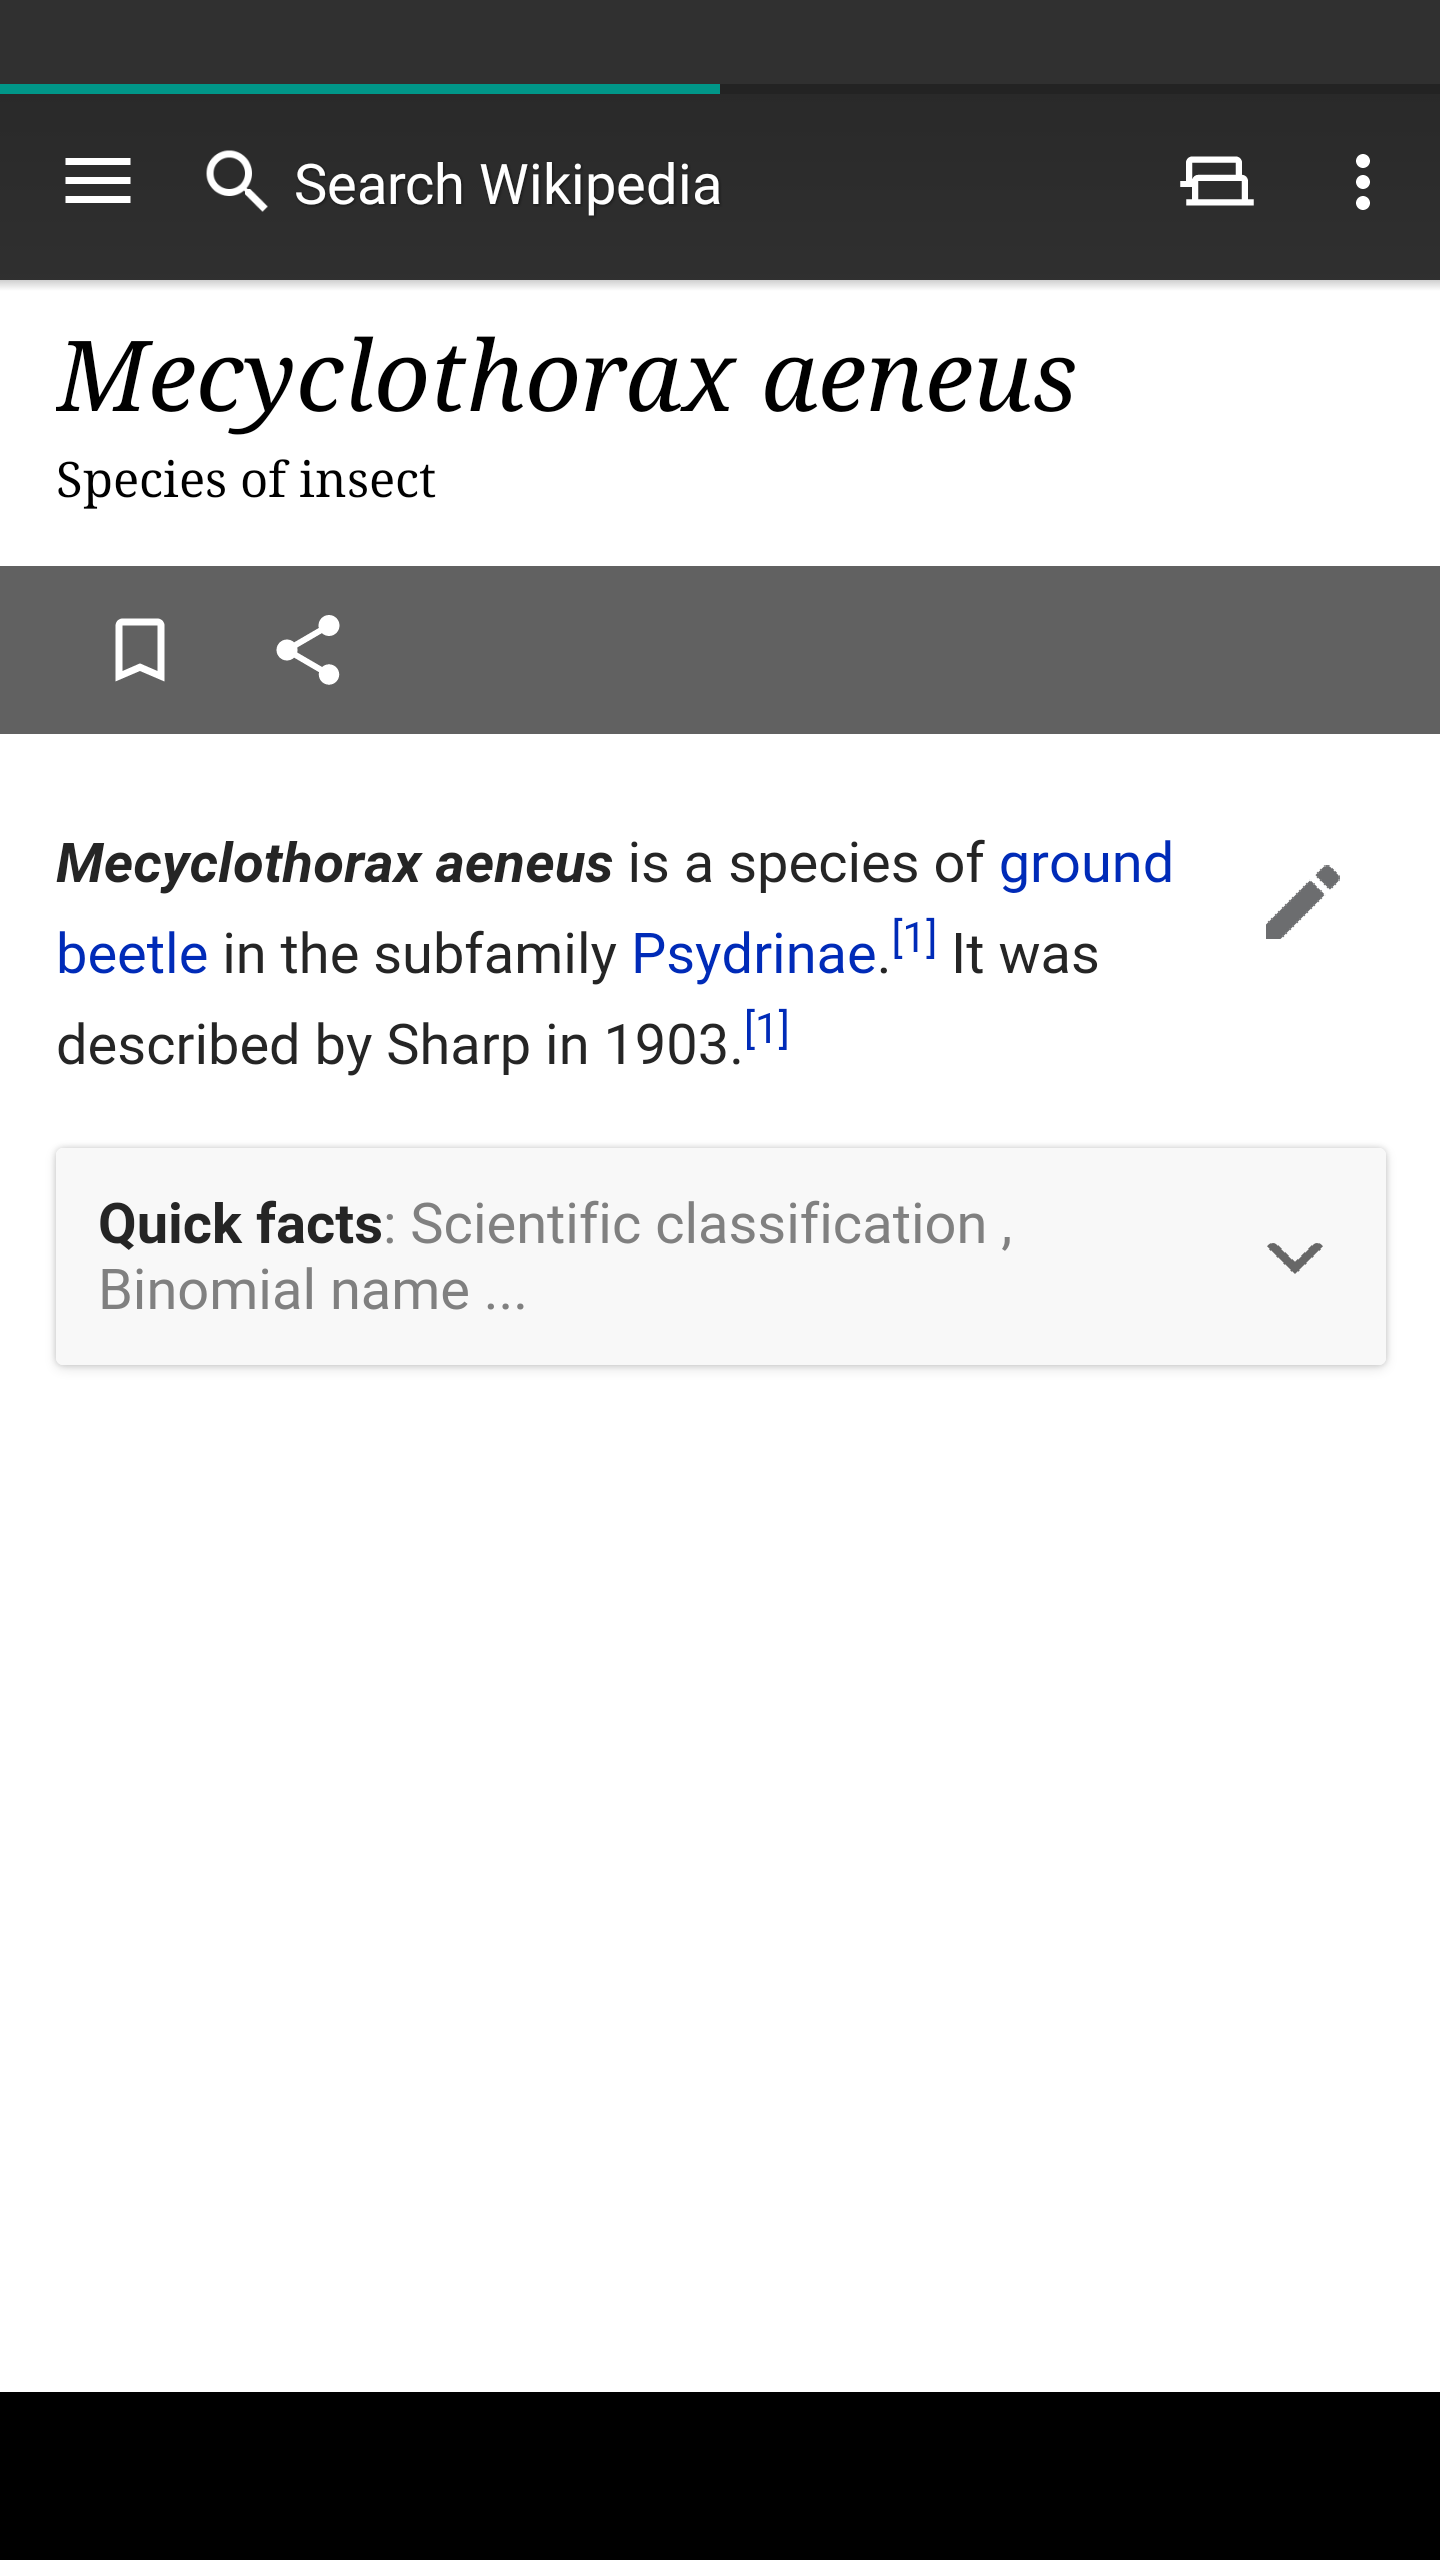 Search Wikipedia
Mecyclothorax aeneus
Species of insect
Mecyclothorax aeneus is a species of ground
beetle in the subfamily Psydrinae.[1] It was
described by Sharp in 1903.[1]
Quick facts: Scientific classification ,
Binomial name ...